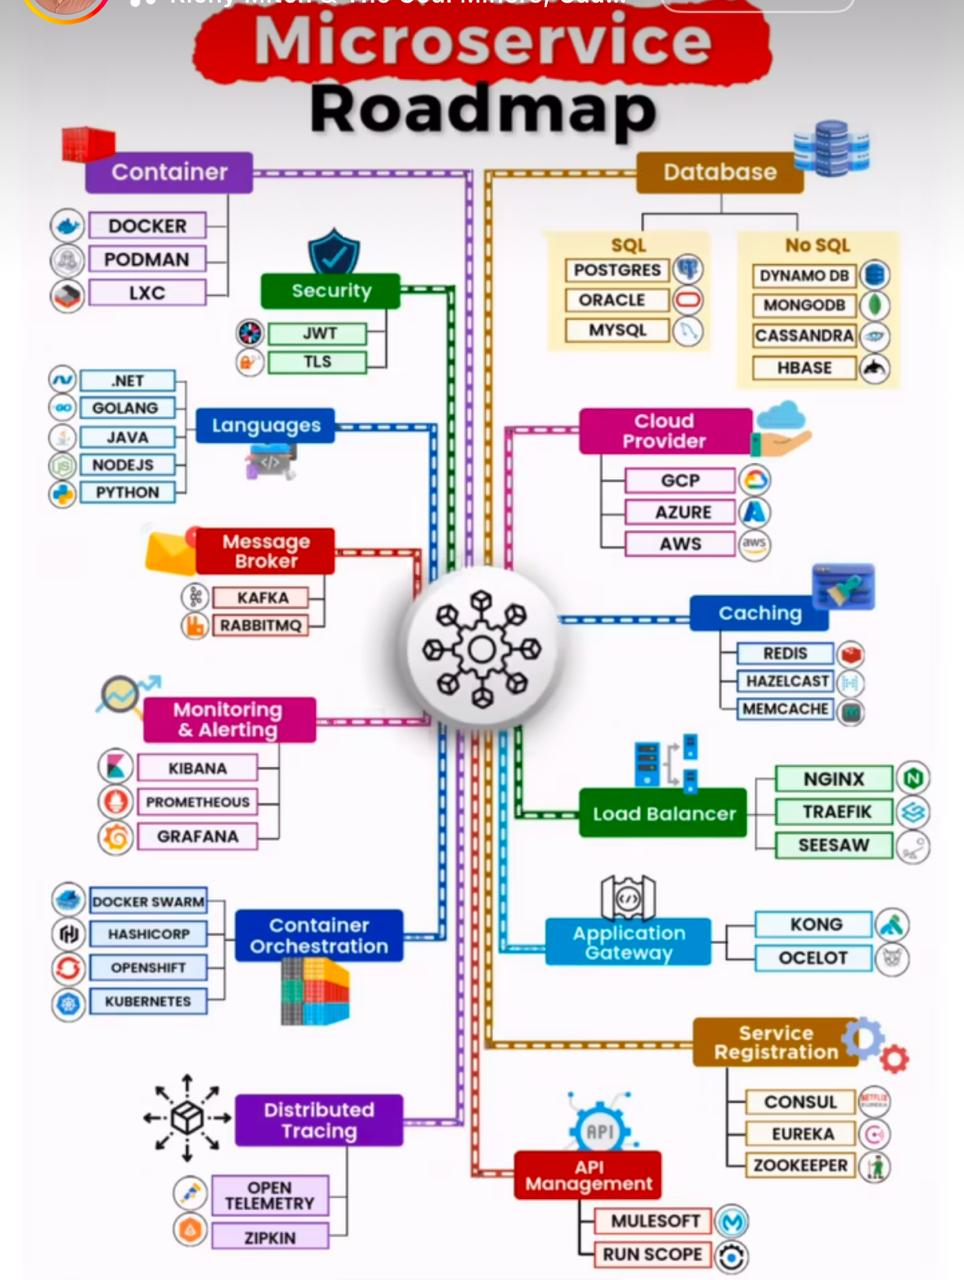 Microservice
Roadmap
Container
DOCKER
PODMAN
LXC
Security
JWT
TLS
Languages
.NET
GOLANG
JAVA
NODEJS
PYTHON
Message
Broker
KAFKA
RABBITMQ
Monitoring
& Alerting
KIBANA
PROMETHEOUS
GRAFANA
Container
Orchestration
DOCKER SWARM
HASHICORP
OPENSHIFT
KUBERNETES
Distributed
Tracing
OPEN
TELEMETRY
ZIPKIN
Database
SQL
POSTGRES
ORACLE
MYSQL
No SQL
DYNAMO DB
MONGODB
CASSANDRA
HBASE
Cloud
Provider
GCP
AZURE
AWS
aws
Caching
REDIS
HAZELCAST
MEMCACHE
Load Balancer
NGINX
TRAEFIK
SEESAW
Application
Gateway
KONG
OCELOT
Service
Registration
CONSUL
NETFLIX
EUREKA
EUREKA
ZOOKEEPER
API
API
Management
MULESOFT
RUN SCOPE